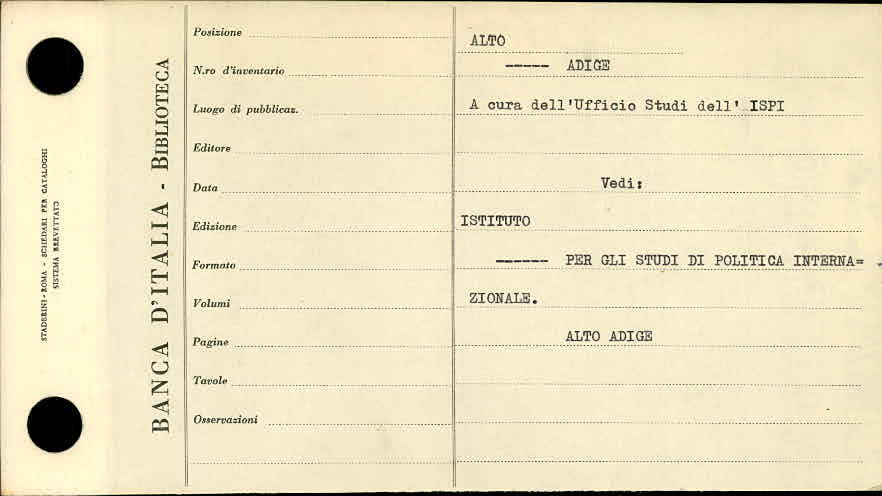 STADERINI - ROMA - SCHEDARI PER CATALOGHI
SISTEMA BREVETTATO
BANCA D'ITALIA - BIBLIOTECA
Posizione
N.ro d'inventario
Luogo di pubblicaz.
Editore
Data
Edizione
Formato
Volumi
Pagine
Tavole
Osservazioni
ALTO
----- ADIGE
A cura dell'Ufficio Studi dell' ISPI
Vedi:
ISTITUTO
------ PER GLI STUDI DI POLITICA INTERNA=
ZIONALE.
ALTO ADIGE